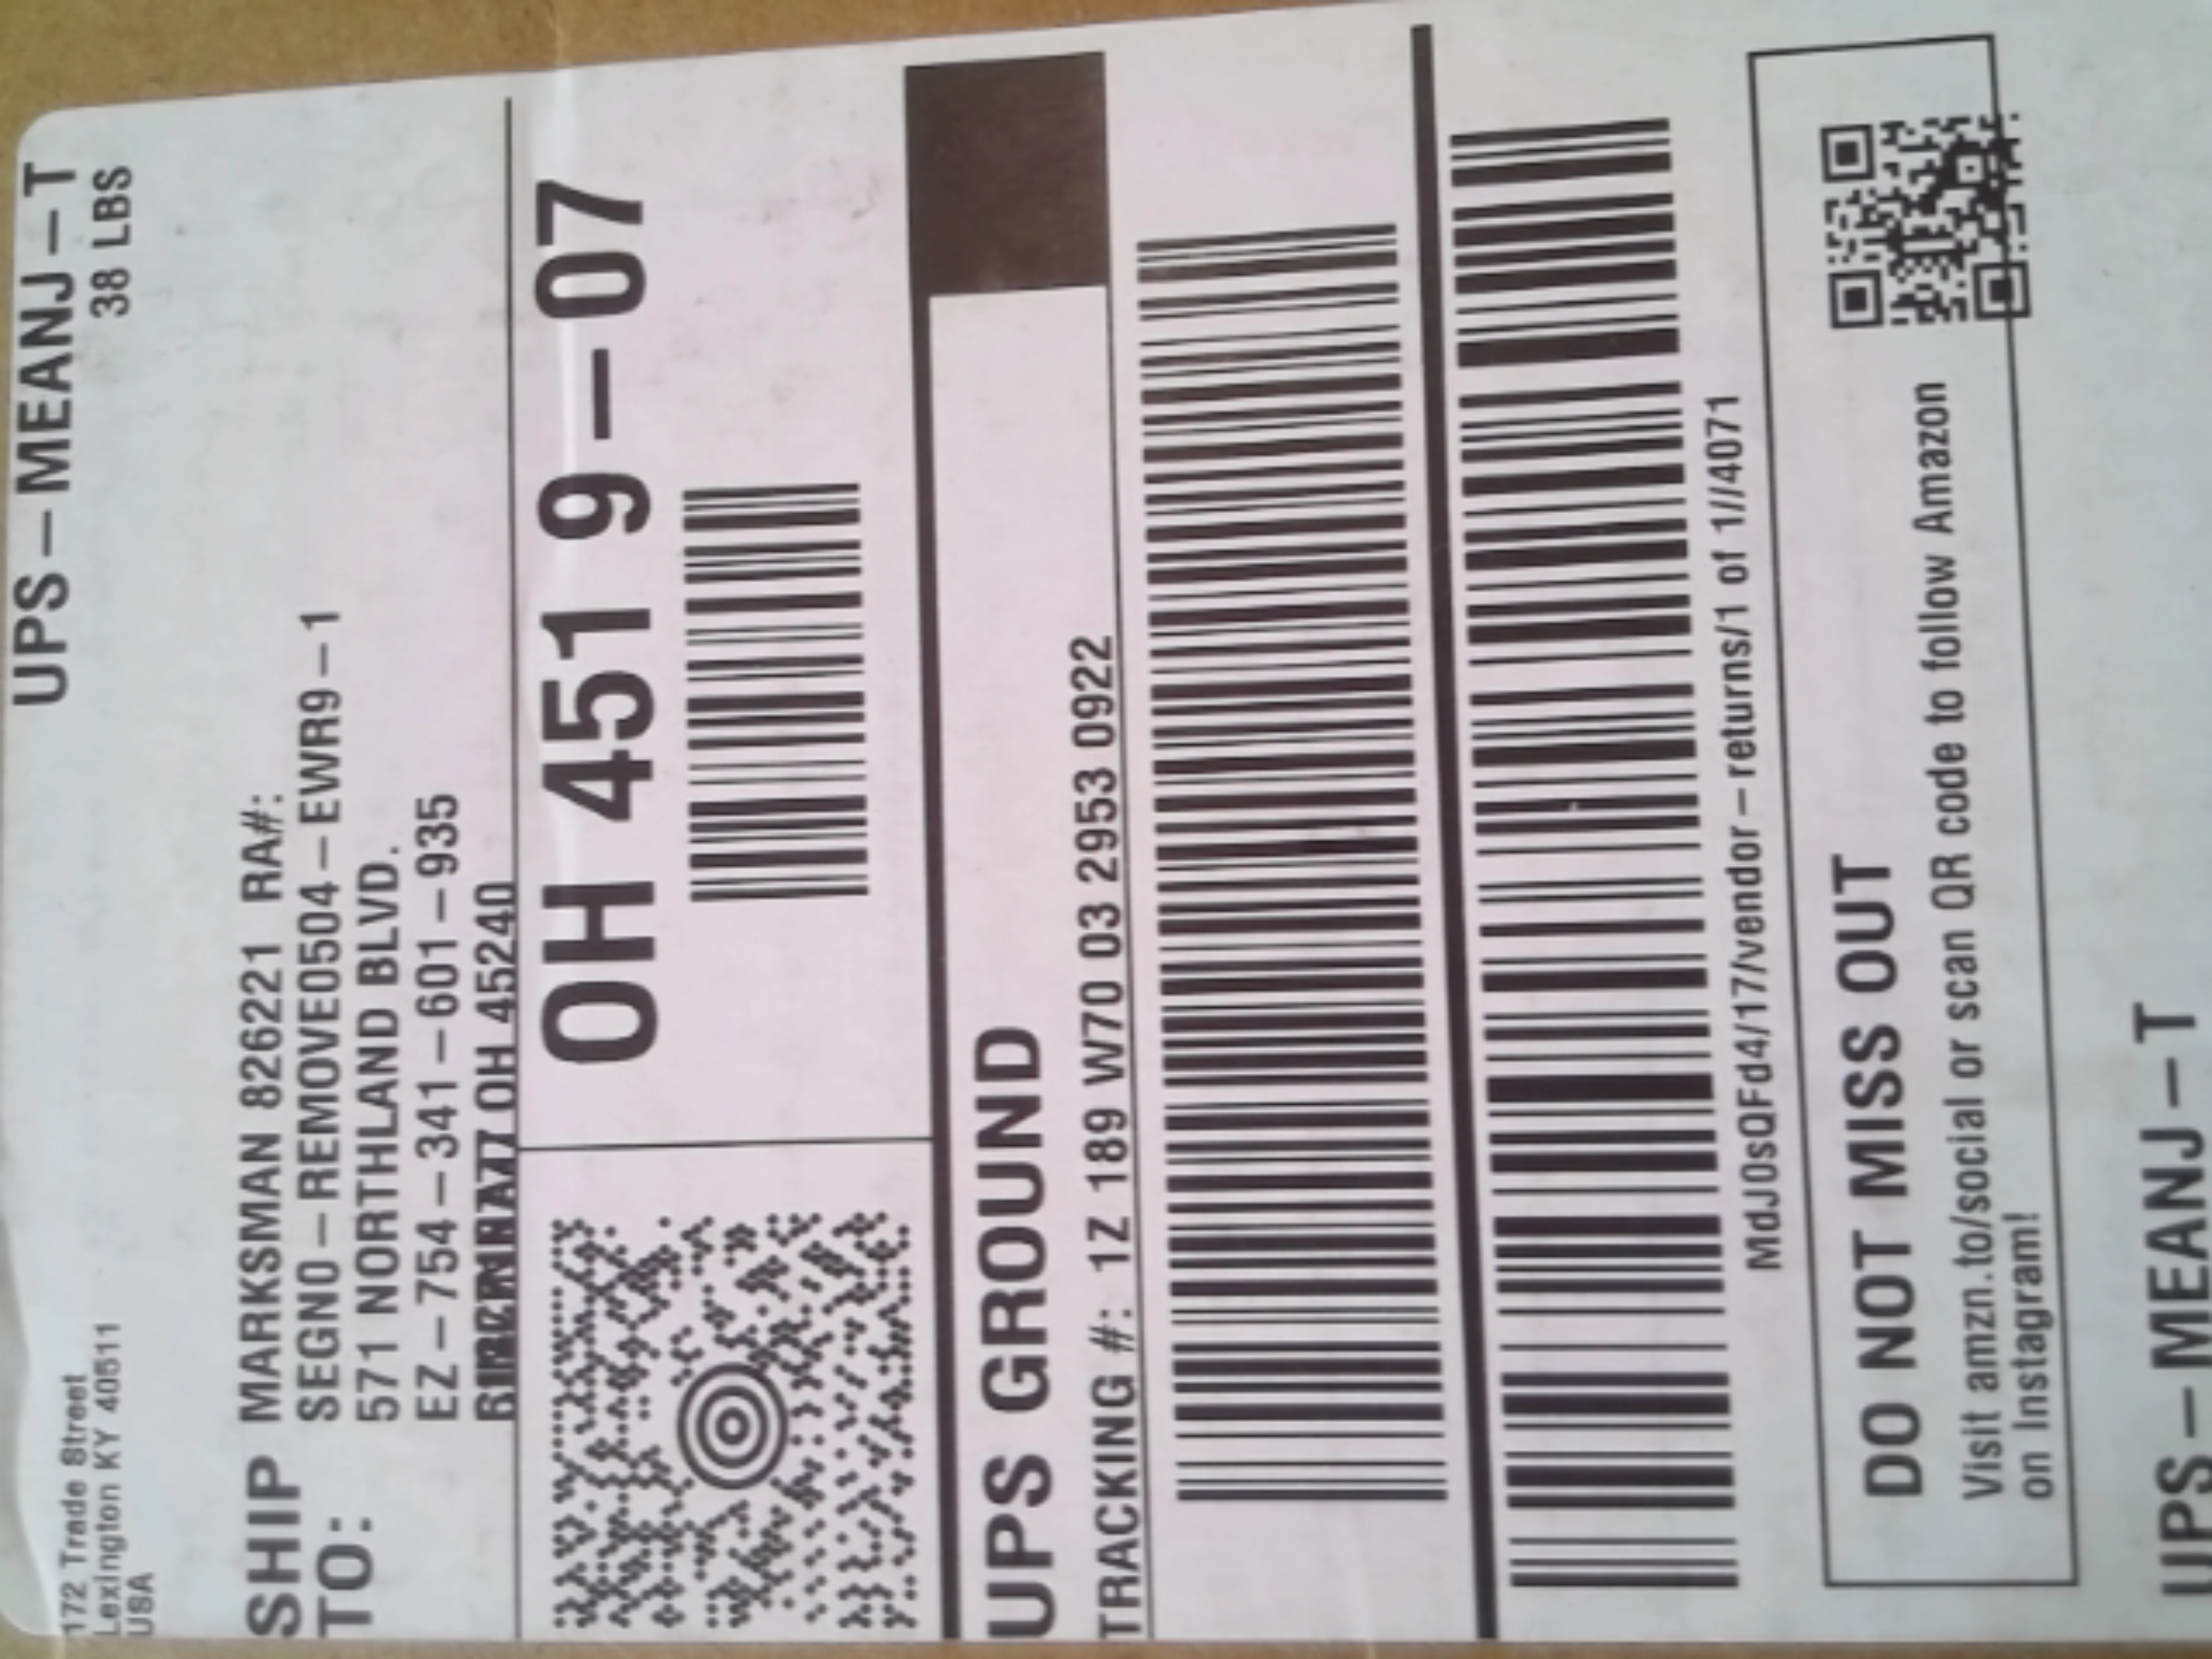 UPS-MEANJ-T
38 LBS
172 Trade Street
Lexington KY 40511
USA
SHIP TO:
MARKSMAN 826221 RA#:
SEGNO-REMOVE0504-EWR9-1
571 NORTHLAND BLVD.
EZ-754-341-601-935
OH 45240
OH 451 9-07
UPS GROUND
TRACKING #: 1Z 189 W70 03 2953 0922
MdJ0sQFd4/17/vendor-returns/1 of 1//4071
DO NOT MISS OUT
Visit amzn.to/social or scan QR code to follow Amazon
on Instagram!
UPS-MEANJ-T